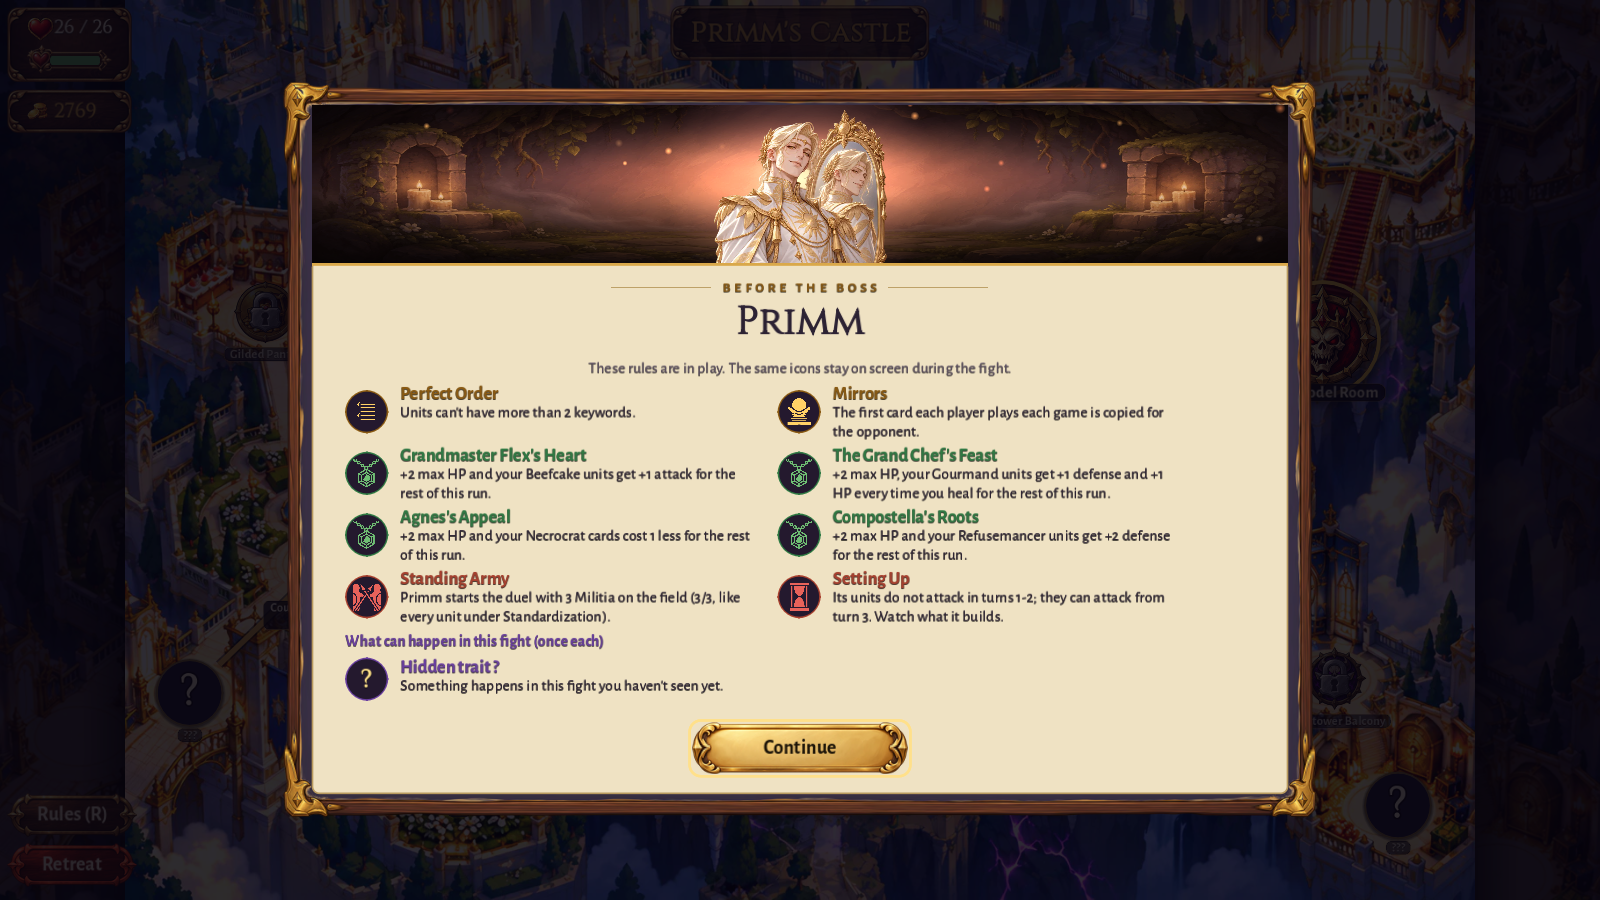 26 / 26
PRIMM'S CASTLE
2769
BEFORE THE BOSS
PRIMM
These rules are in play. The same icons stay on screen during the fight.
Perfect Order
Units can't have more than 2 keywords.
Mirrors
The first card each player plays each game is copied for
the opponent.
Grandmaster Flex's Heart
+2 max HP and your Beefcake units get +1 attack for the
rest of this run.
The Grand Chef's Feast
+2 max HP, your Gourmand units get +1 defense and +1
HP every time you heal for the rest of this run.
Agnes's Appeal
+2 max HP and your Necrocrat cards cost 1 less for the rest
of this run.
Compostella's Roots
+2 max HP and your Refusemancer units get +2 defense
for the rest of this run.
Standing Army
Primm starts the duel with 3 Militia on the field (3/3, like
every unit under Standardization).
Setting Up
Its units do not attack in turns 1-2; they can attack from
turn 3. Watch what it builds.
What can happen in this fight (once each)
?
Hidden trait ?
Something happens in this fight you haven't seen yet.
Continue
Gilded
Room
Balcony
?
???
?
???
Rules (R)
Retreat